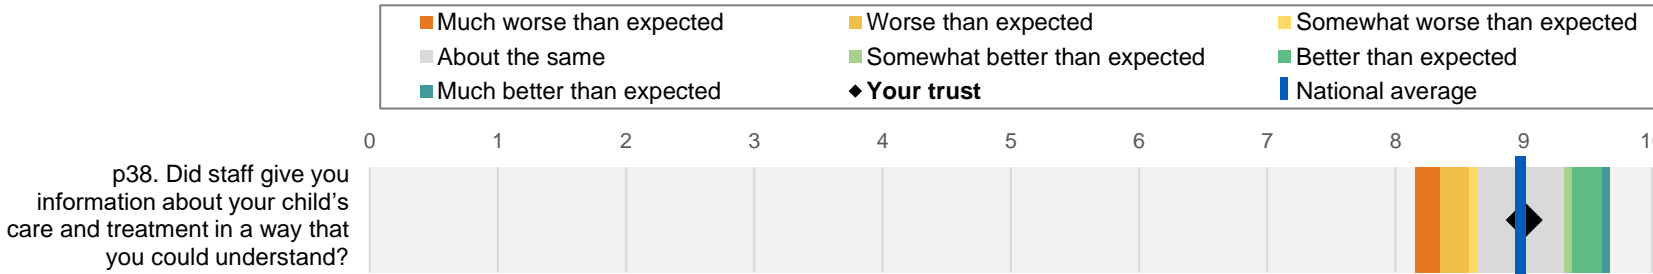 Much worse than expected
Worse than expected
Somewhat worse than expected
About the same
Somewhat better than expected
Better than expected
Much better than expected
Your trust
National average
0 1 2 3 4 5 6 7 8 9 10
p38. Did staff give you
information about your child’s
care and treatment in a way that
you could understand?